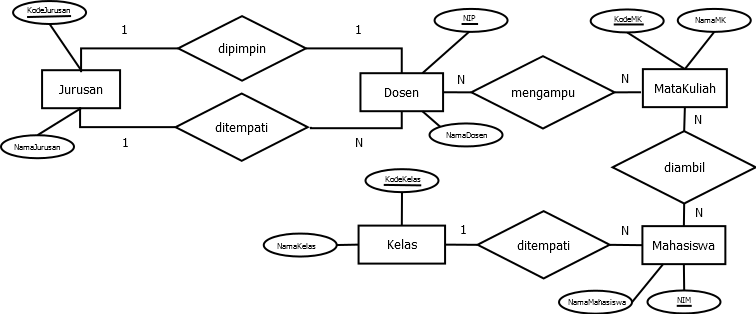 KodeJurusan
NIP
KodeMK
NamaMK
1
dipimpin
1
Jurusan
Dosen
N
mengampu
N
MataKuliah
NamaJurusan
1
ditempati
N
NamaDosen
N
diambil
N
KodeKelas
NamaKelas
Kelas
1
ditempati
N
Mahasiswa
NamaMahasiswa
NIM